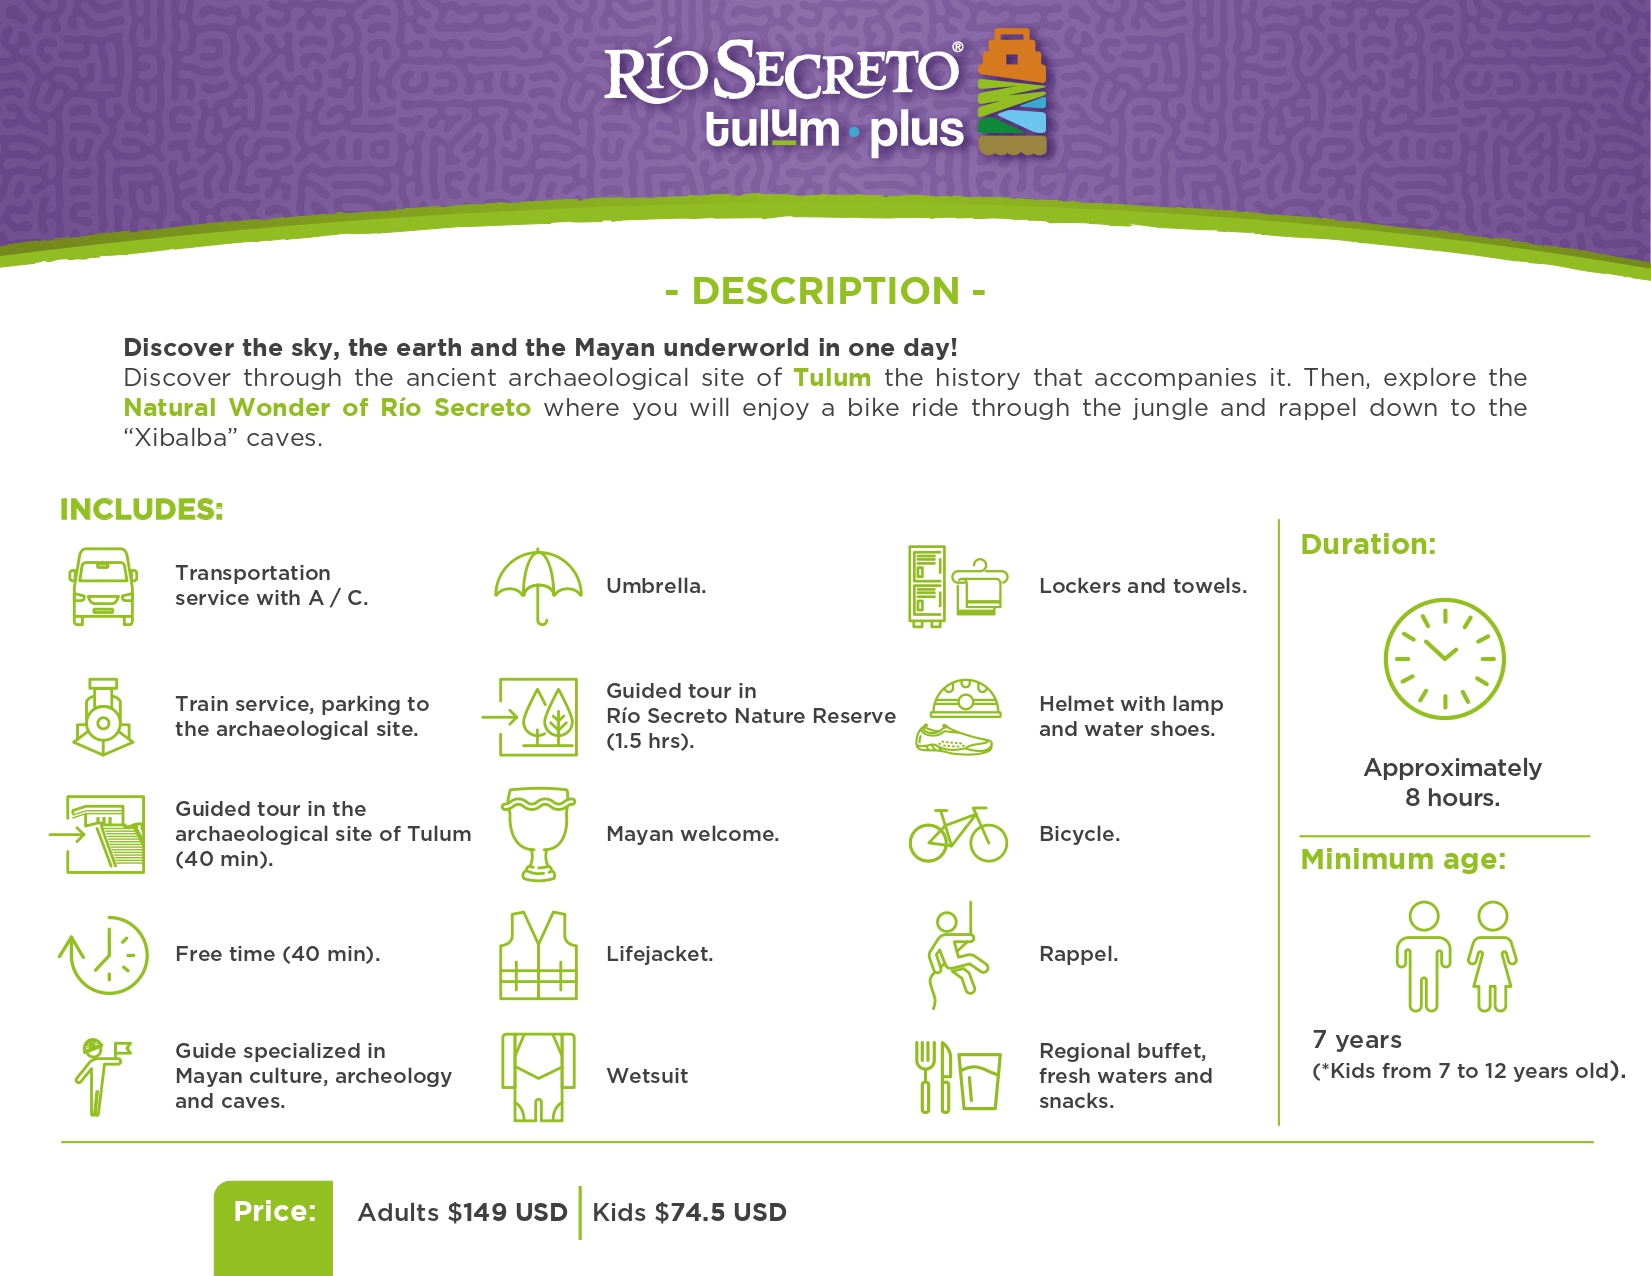 RÍO SECRETO®
tulum • plus
- DESCRIPTION -
Discover the sky, the earth and the Mayan underworld in one day!
Discover through the ancient archaeological site of Tulum the history that accompanies it. Then, explore the
Natural Wonder of Río Secreto where you will enjoy a bike ride through the jungle and rappel down to the
“Xibalba” caves.
INCLUDES:
Transportation
service with A / C.
Train service, parking to
the archaeological site.
Guided tour in the
archaeological site of Tulum
(40 min).
Free time (40 min).
Guide specialized in
Mayan culture, archeology
and caves.
Umbrella.
Guided tour in
Río Secreto Nature Reserve
(1.5 hrs).
Mayan welcome.
Lifejacket.
Wetsuit
Lockers and towels.
Helmet with lamp
and water shoes.
Bicycle.
Rappel.
Regional buffet,
fresh waters and
snacks.
Duration:
Approximately
8 hours.
Minimum age:
7 years
(*Kids from 7 to 12 years old).
Price: Adults $149 USD Kids $74.5 USD